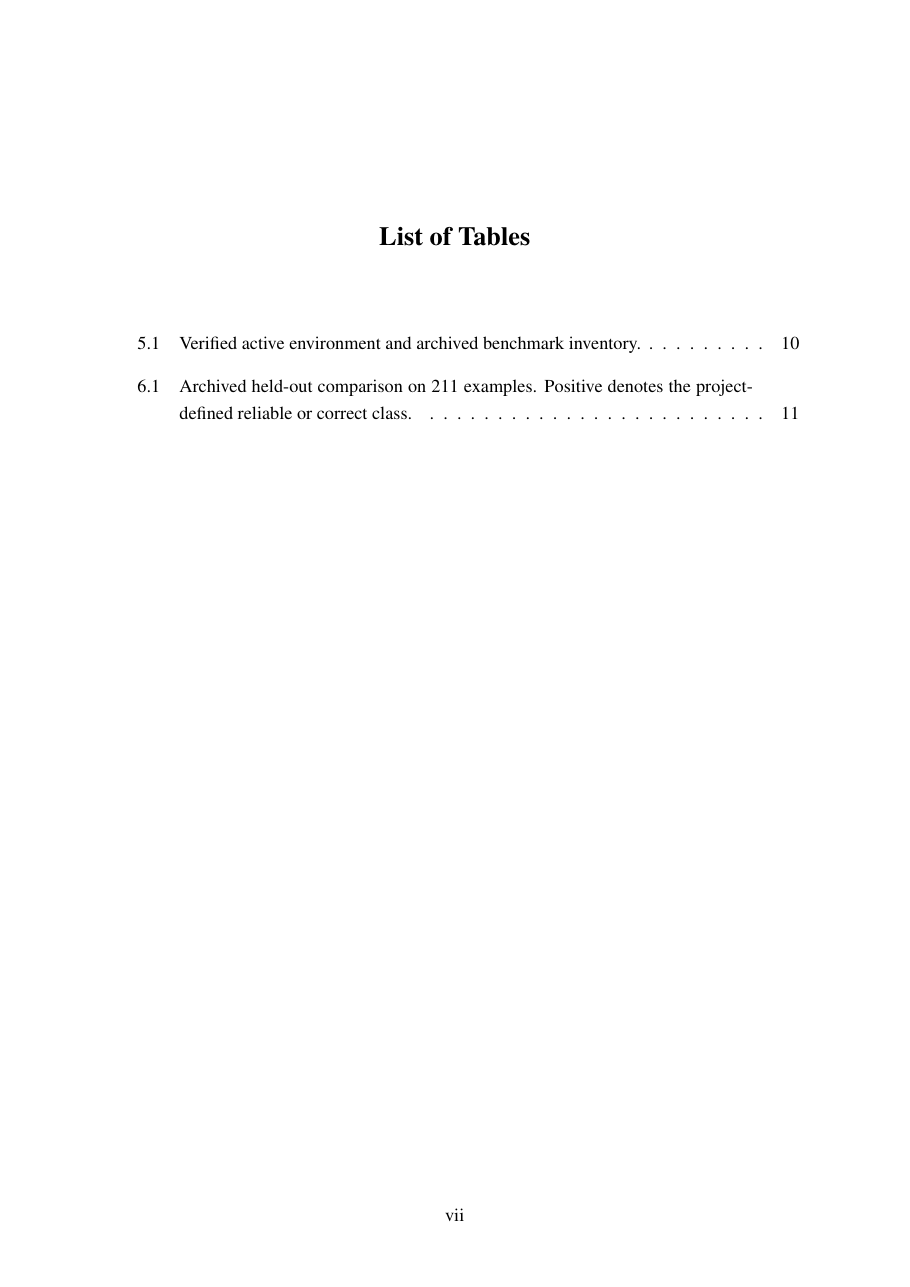 List of Tables
5.1 Verified active environment and archived benchmark inventory. . . . . . . . . . 10
6.1 Archived held-out comparison on 211 examples. Positive denotes the project-
defined reliable or correct class. . . . . . . . . . . . . . . . . . . . . . . . . . 11
vii